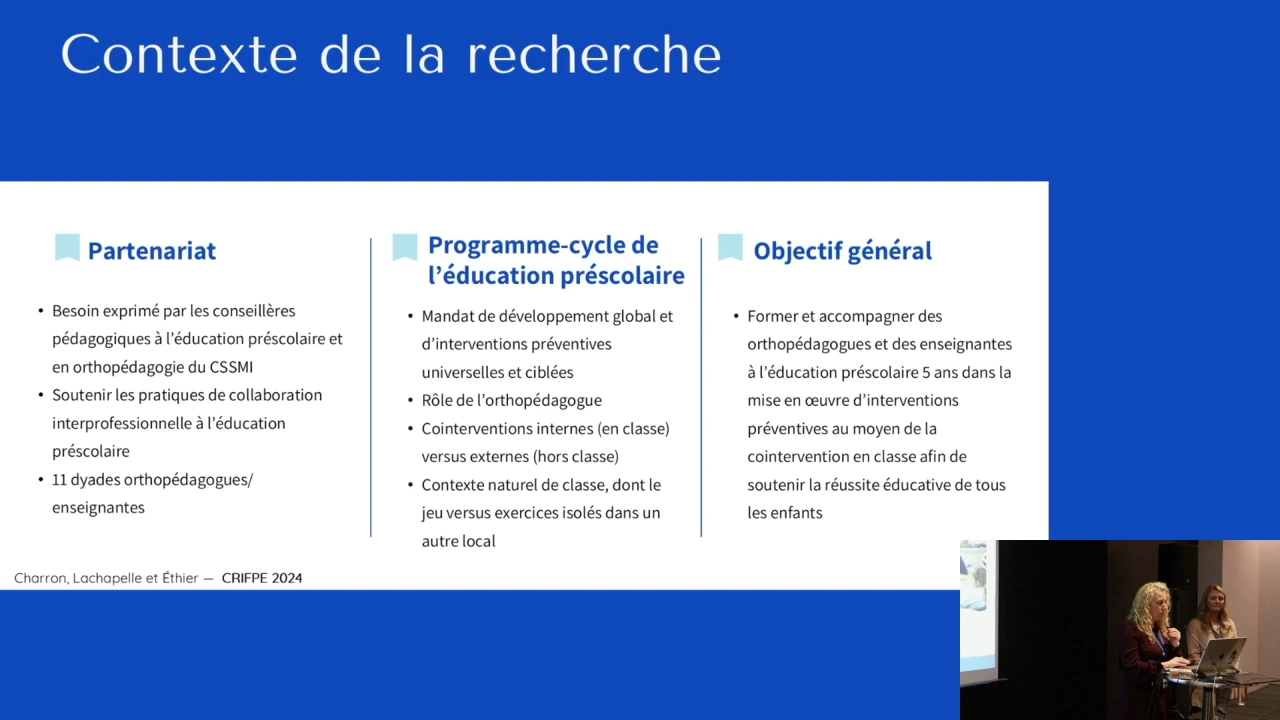 Contexte de la recherche
Partenariat
• Besoin exprimé par les conseillères
pédagogiques à l'éducation préscolaire et
en orthopédagogie du CSSMI
• Soutenir les pratiques de collaboration
interprofessionnelle à l'éducation
préscolaire
• 11 dyades orthopédagogues/
enseignantes
Programme-cycle de
l'éducation préscolaire
• Mandat de développement global et
d'interventions préventives
universelles et ciblées
• Rôle de l'orthopédagogue
• Cointerventions internes (en classe)
versus externes (hors classe)
• Contexte naturel de classe, dont le
jeu versus exercices isolés dans un
autre local
Objectif général
• Former et accompagner des
orthopédagogues et des enseignantes
à l'éducation préscolaire 5 ans dans la
mise en œuvre d'interventions
préventives au moyen de la
cointervention en classe afin de
soutenir la réussite éducative de tous
les enfants
Charron, Lachapelle et Éthier — CRIFPE 2024